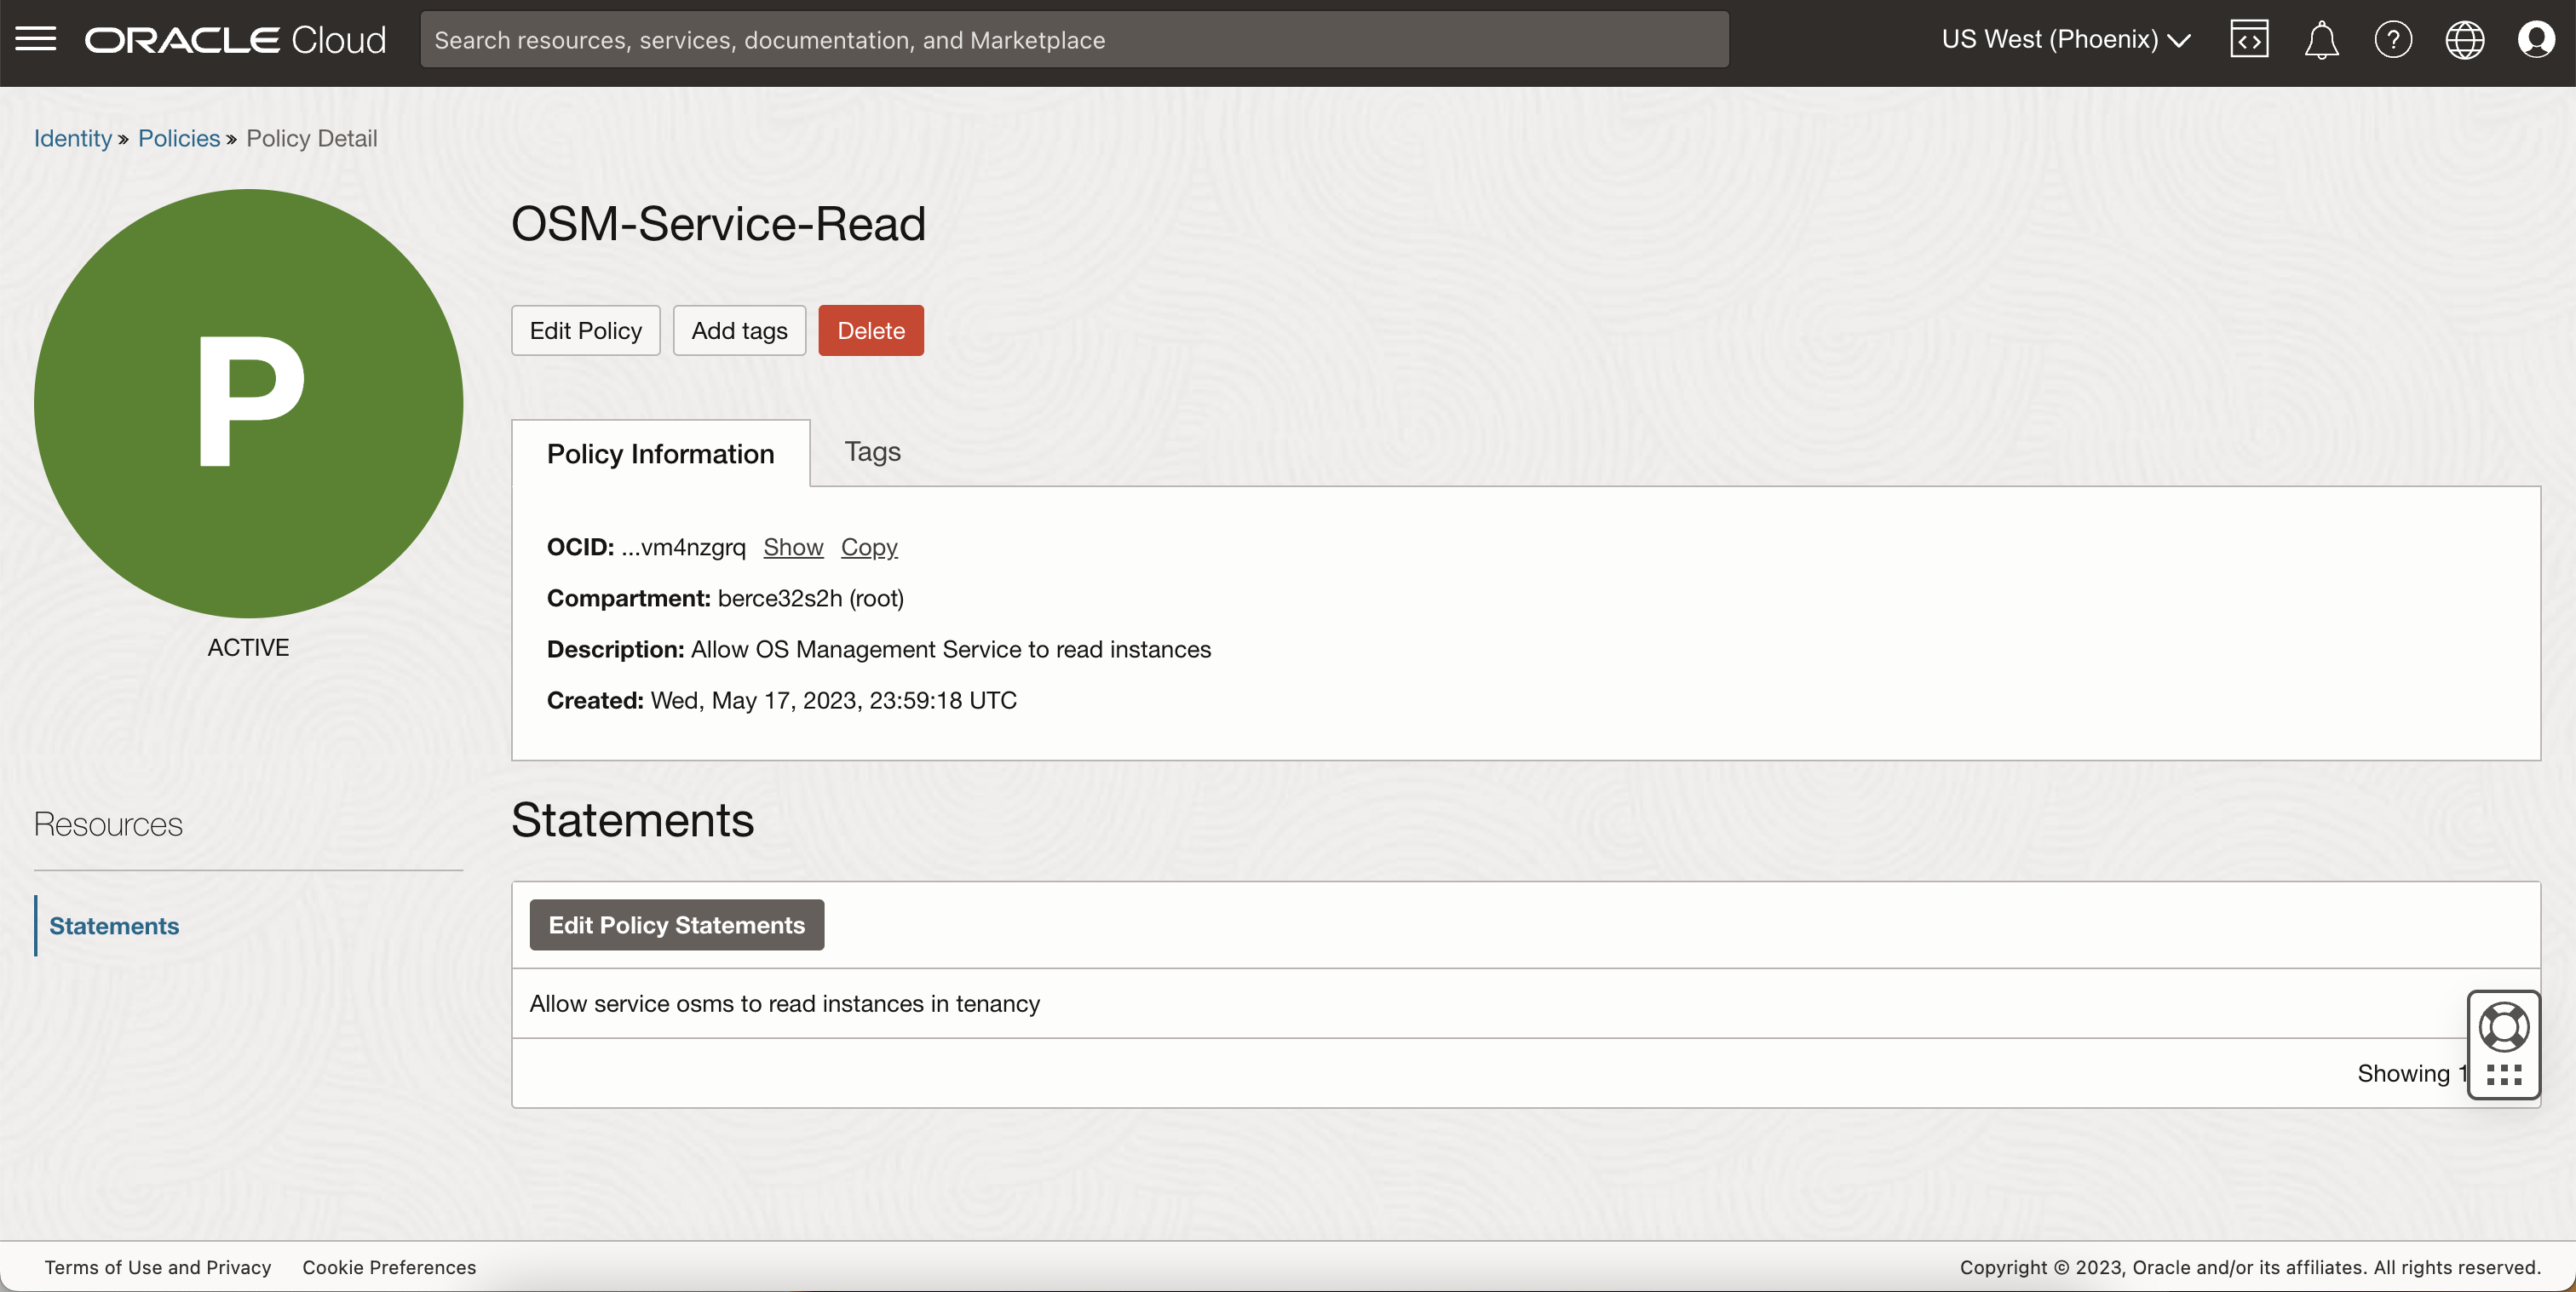 ORACLE Cloud
Search resources, services, documentation, and Marketplace
US West (Phoenix)
Identity » Policies » Policy Detail
P
ACTIVE
OSM-Service-Read
Edit Policy Add tags Delete
Policy Information Tags
OCID: ...vm4nzgrq Show Copy
Compartment: berce32s2h (root)
Description: Allow OS Management Service to read instances
Created: Wed, May 17, 2023, 23:59:18 UTC
Resources
Statements
Statements
Edit Policy Statements
Allow service osms to read instances in tenancy
Showing 1
Terms of Use and Privacy Cookie Preferences
Copyright © 2023, Oracle and/or its affiliates. All rights reserved.